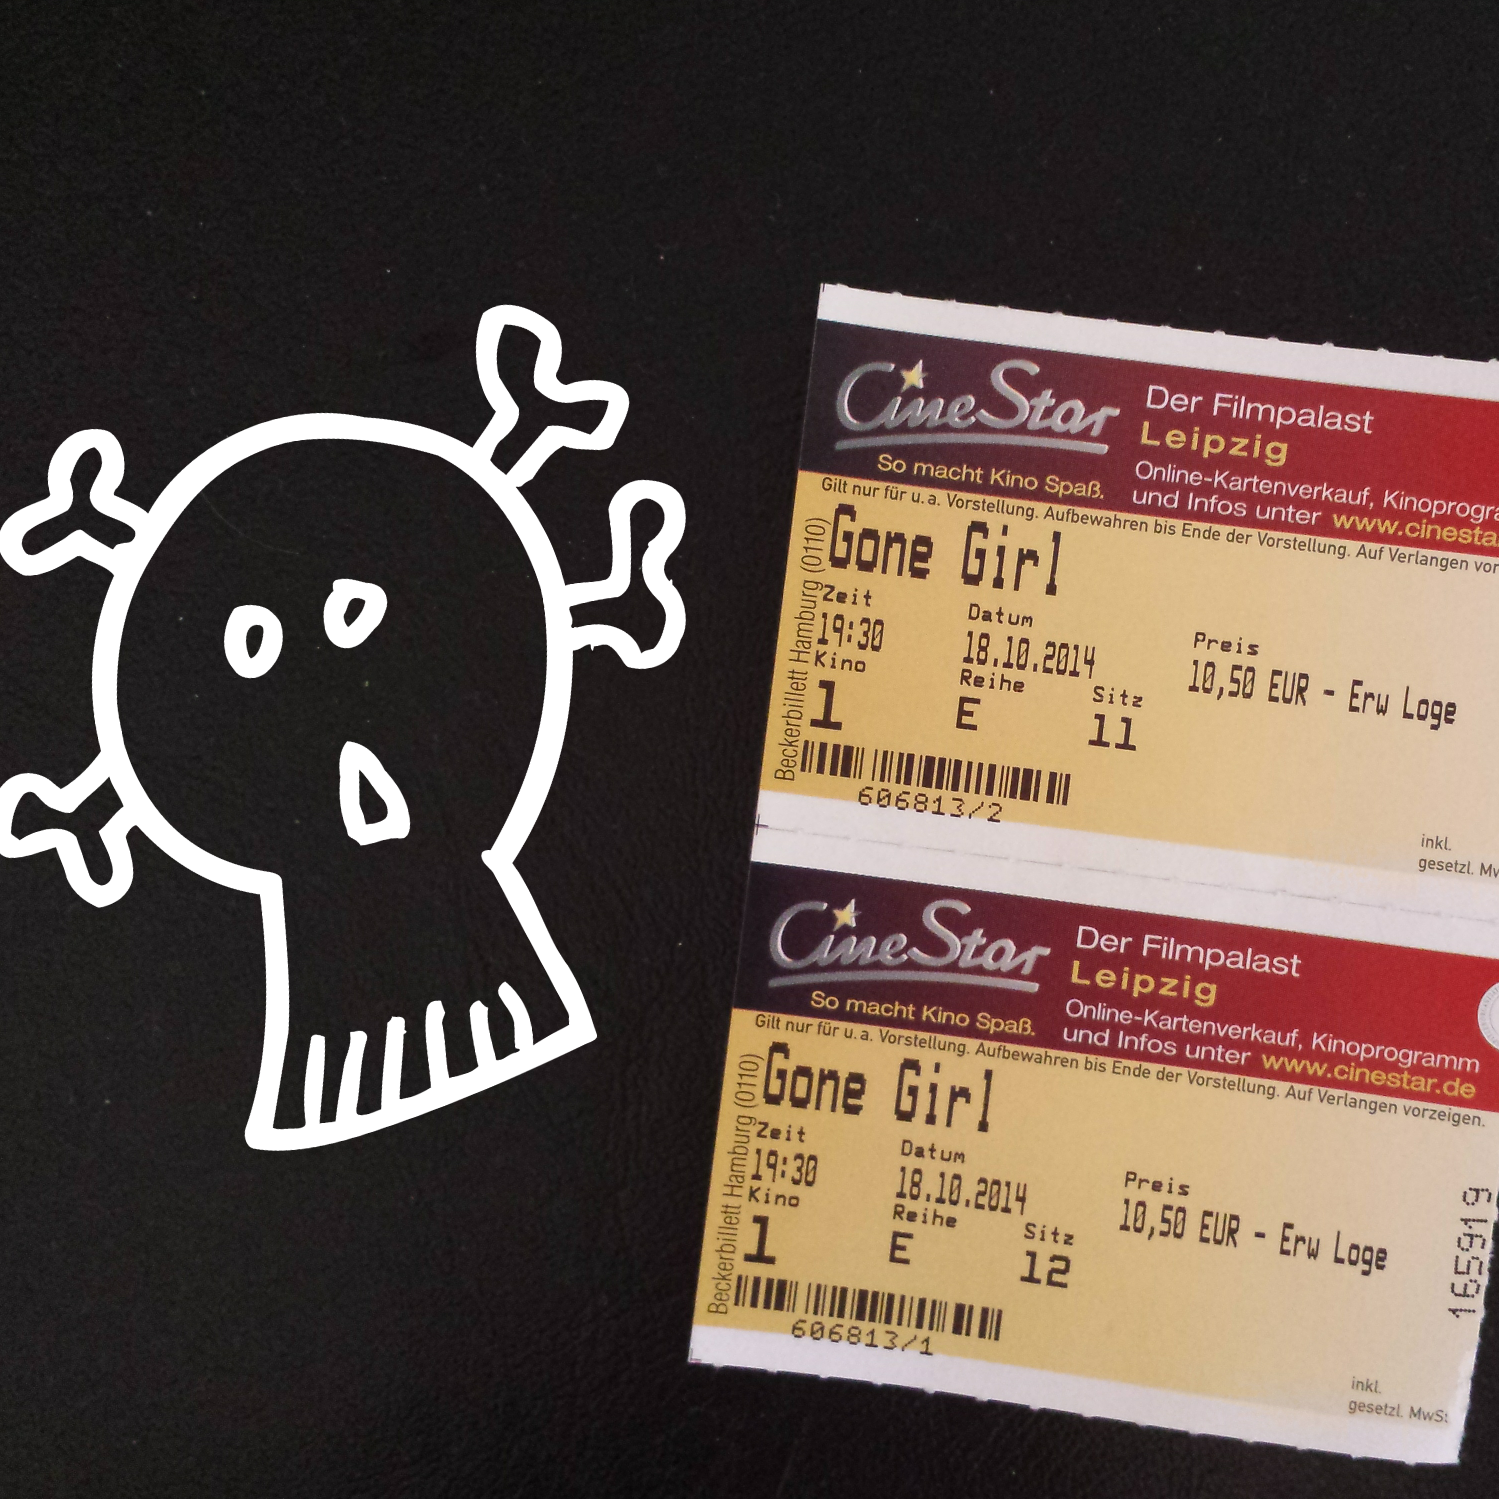 CineStar
So macht Kino Spaß.
Der Filmpalast
Leipzig
Online-Kartenverkauf, Kinoprogra
und Infos unter www.cinesta
Gilt nur für u. a. Vorstellung. Aufbewahren bis Ende der Vorstellung. Auf Verlangen vor
Beckerbillett Hamburg (0110)
Gone Girl
Zeit Datum Preis
19:30 18.10.2014 10,50 EUR - Erw Loge
Kino Reihe Sitz
1 E 11
606813/2
inkl.
gesetzl. Mw
CineStar
So macht Kino Spaß.
Der Filmpalast
Leipzig
Online-Kartenverkauf, Kinoprogramm
und Infos unter www.cinestar.de
Gilt nur für u. a. Vorstellung. Aufbewahren bis Ende der Vorstellung. Auf Verlangen vorzeigen.
Beckerbillett Hamburg (0110)
Gone Girl
Zeit Datum Preis
19:30 18.10.2014 10,50 EUR - Erw Loge
Kino Reihe Sitz
1 E 12
606813/1
165919
inkl.
gesetzl. MwSt